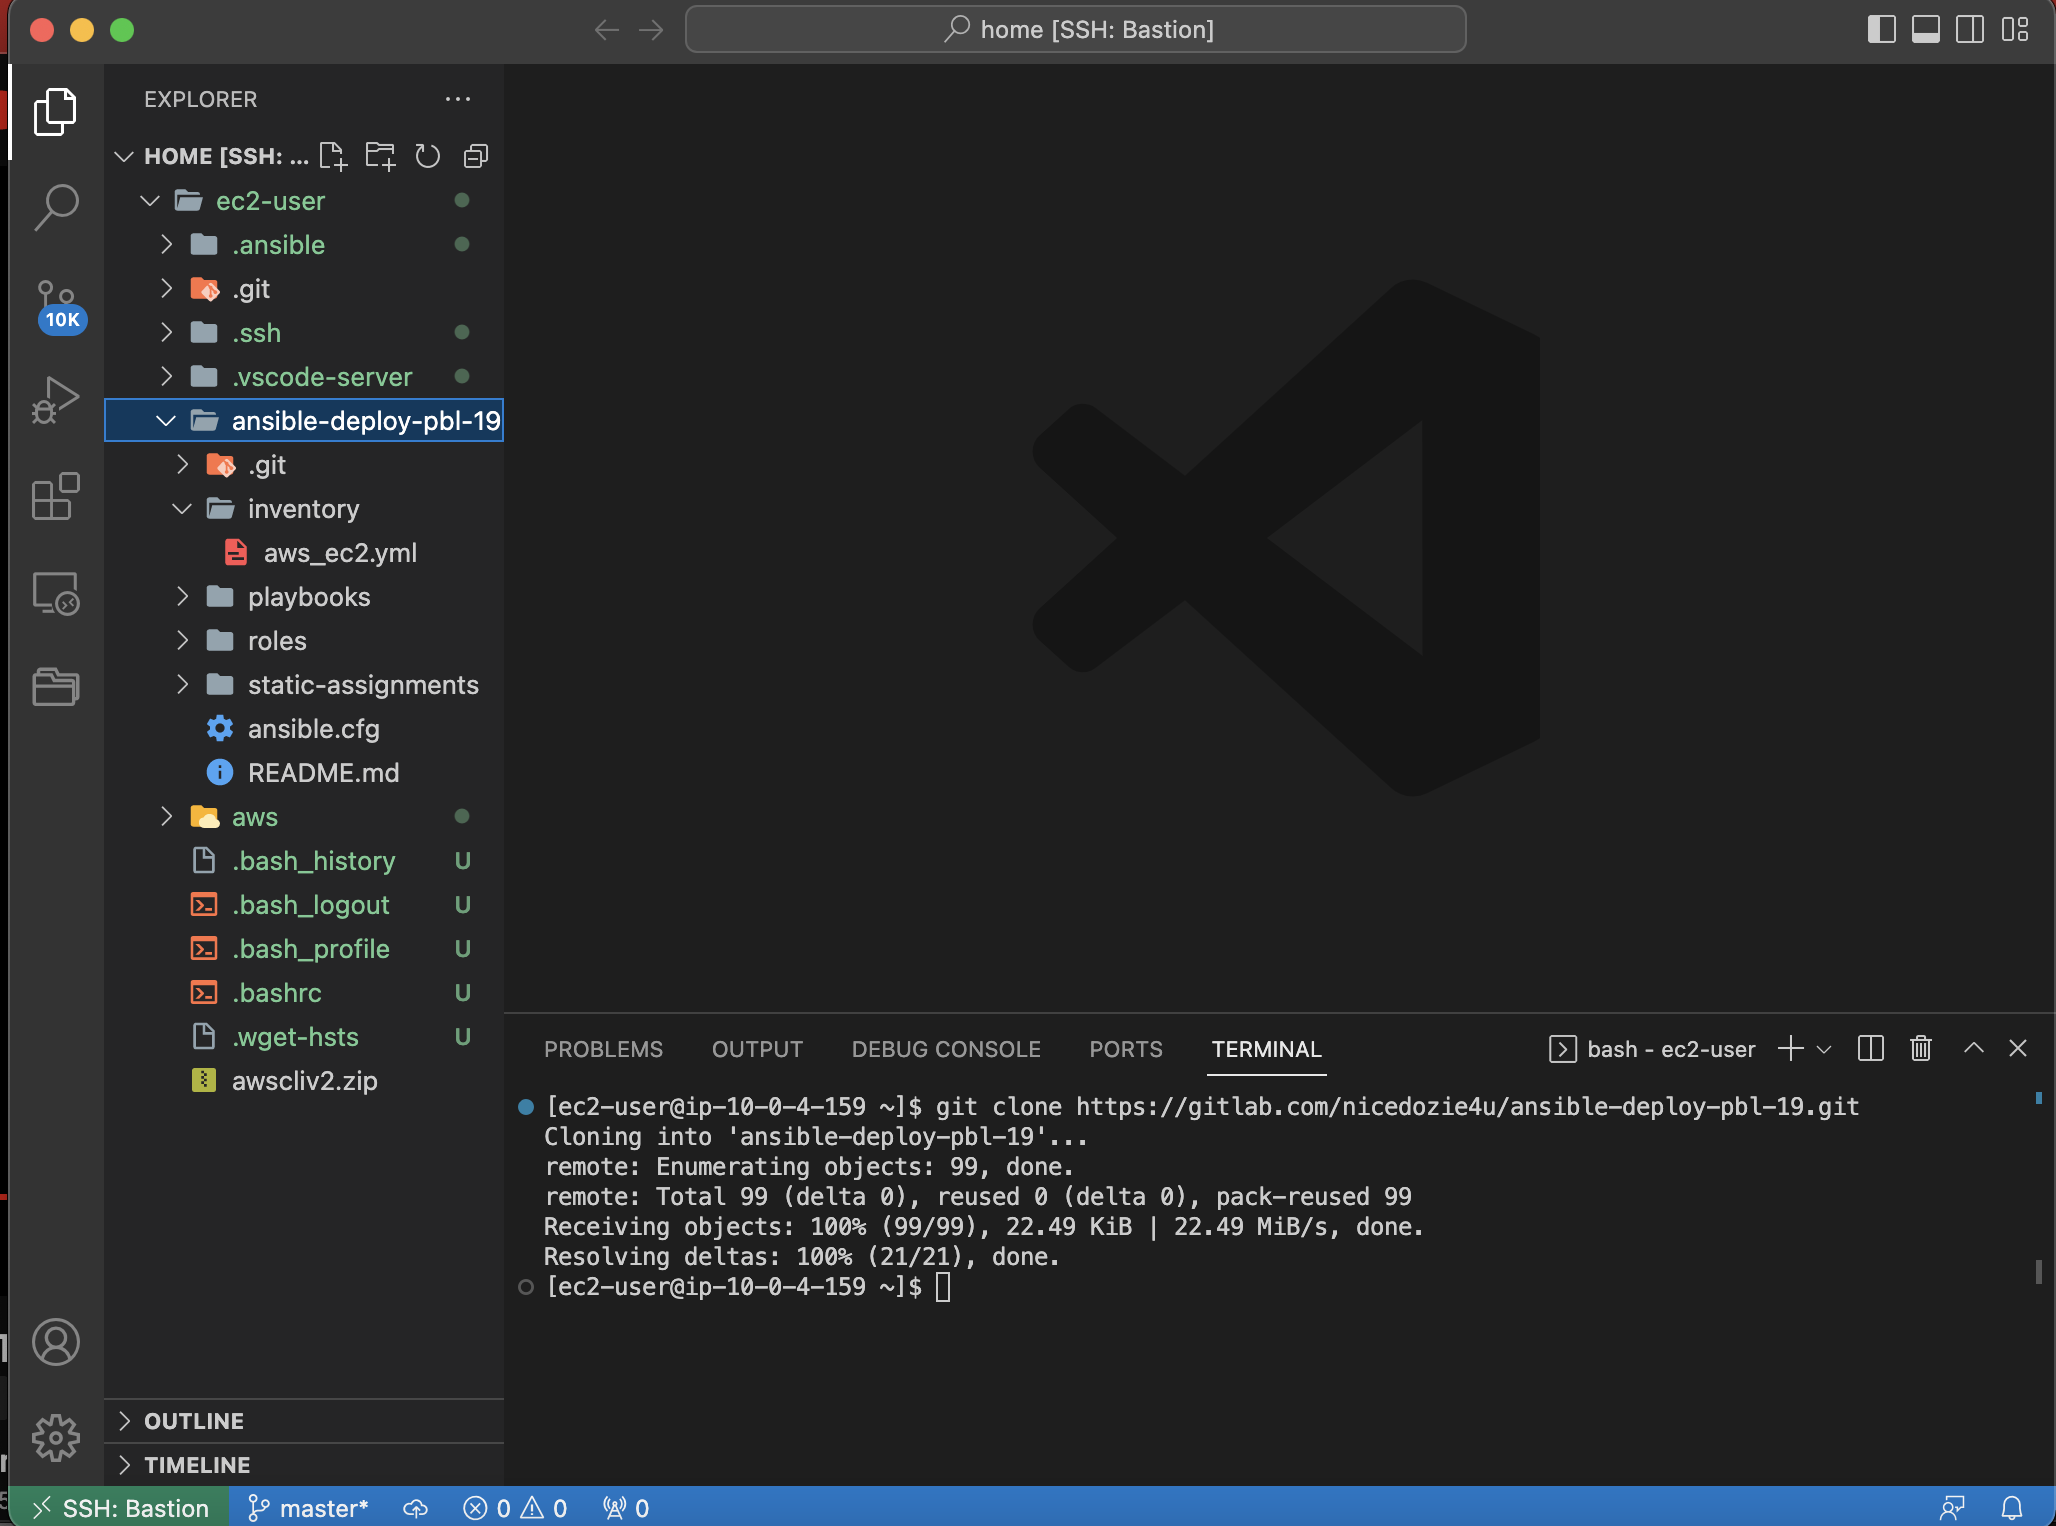 home [SSH: Bastion]
EXPLORER
HOME [SSH: ...
ec2-user
.ansible
.git
10K
.ssh
.vscode-server
ansible-deploy-pbl-19
.git
inventory
aws_ec2.yml
playbooks
roles
static-assignments
ansible.cfg
README.md
aws
.bash_history U
.bash_logout U
.bash_profile U
.bashrc U
.wget-hsts U
awscliv2.zip
OUTLINE
TIMELINE
PROBLEMS OUTPUT DEBUG CONSOLE PORTS TERMINAL bash - ec2-user
[ec2-user@ip-10-0-4-159 ~]$ git clone https://gitlab.com/nicedozie4u/ansible-deploy-pbl-19.git
Cloning into 'ansible-deploy-pbl-19'...
remote: Enumerating objects: 99, done.
remote: Total 99 (delta 0), reused 0 (delta 0), pack-reused 99
Receiving objects: 100% (99/99), 22.49 KiB | 22.49 MiB/s, done.
Resolving deltas: 100% (21/21), done.
[ec2-user@ip-10-0-4-159 ~]$
SSH: Bastion master* 0 0 0